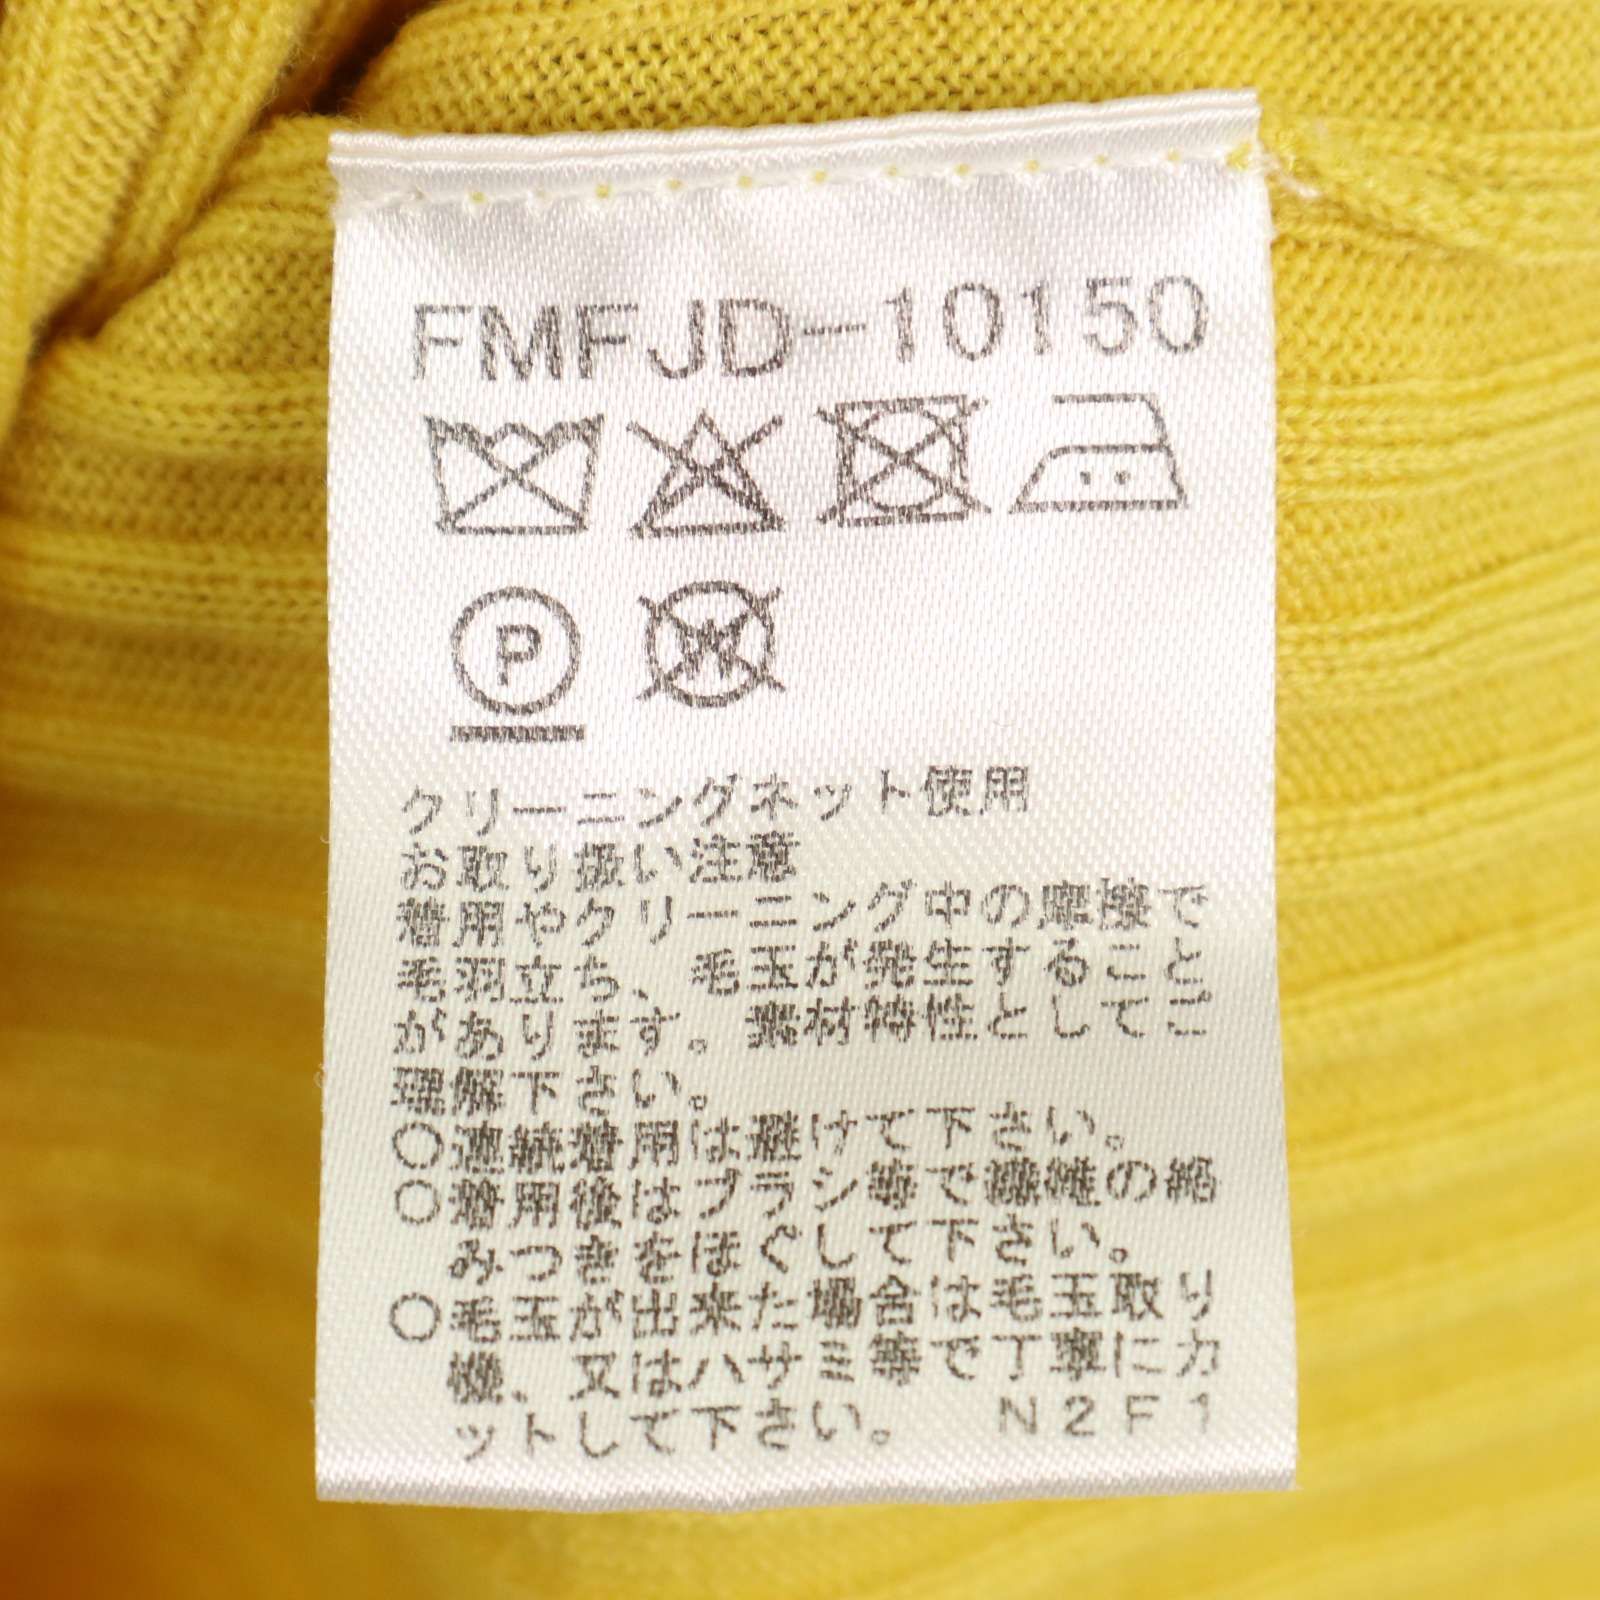 FMFJD-10150
P
W
クリーニングネット使用
お取り扱い注意
着用やクリーニング中の摩擦で
毛羽立ち、毛玉が発生すること
があります。素材特性としてご
理解下さい。
○連続着用は避けて下さい。
○着用後はブラシ等で繊維の絡
みつきをほぐして下さい。
○毛玉が出来た場合は毛玉取り
機、又はハサミ等で丁寧にカ
ットして下さい。 N2F1